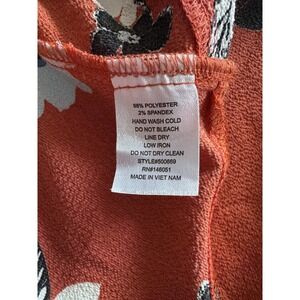 98% POLYESTER
2% SPANDEX
HAND WASH COLD
DO NOT BLEACH
LINE DRY
LOW IRON
DO NOT DRY CLEAN
STYLE#600669
RN#146051
MADE IN VIET NAM